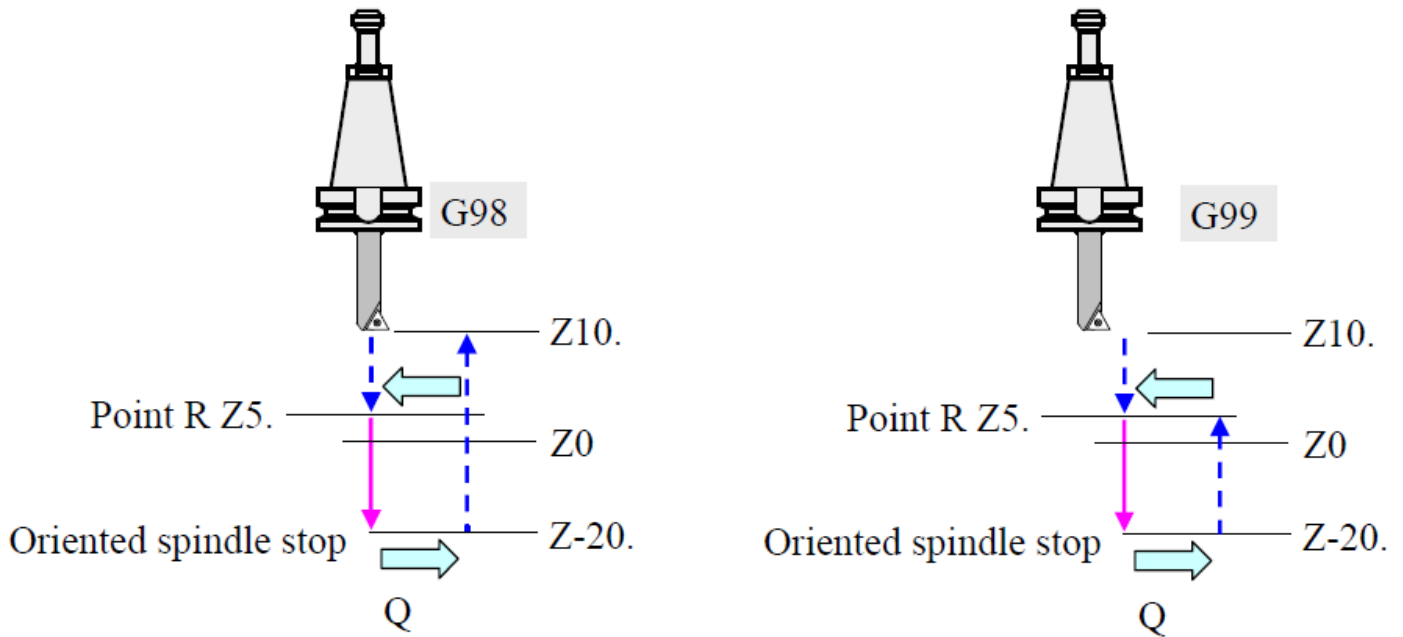 G98
Z10.
Point R Z5.
Z0
Oriented spindle stop
Z-20.
Q
G99
Z10.
Point R Z5.
Z0
Oriented spindle stop
Z-20.
Q